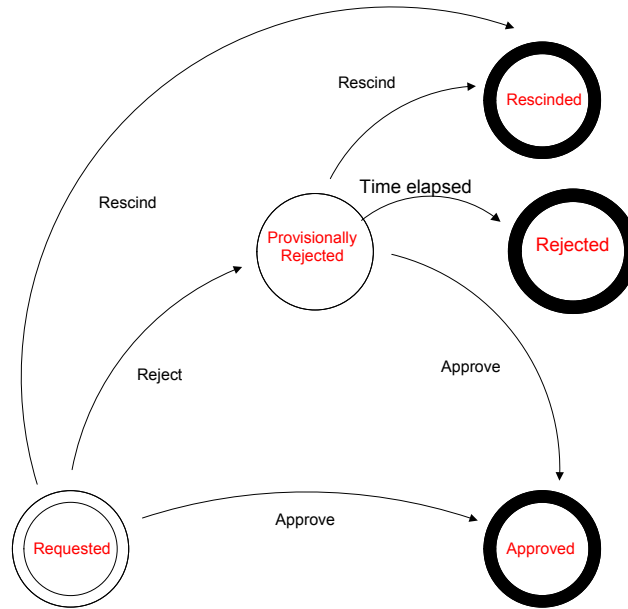 Rescind
Rescinded
Time elapsed
Rescind
Provisionally
Rejected
Rejected
Reject
Approve
Approve
Requested
Approved